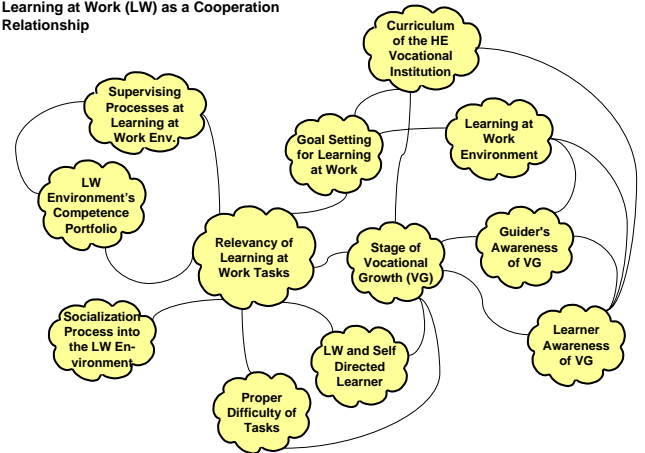 Learning at Work (LW) as a Cooperation
Relationship
Curriculum
of the HE
Vocational
Institution
Supervising
Processes at
Learning at
Work Env.
Goal Setting
for Learning
at Work
Learning at
Work
Environment
LW
Environment's
Competence
Portfolio
Relevancy of
Learning at
Work Tasks
Stage of
Vocational
Growth (VG)
Guider's
Awareness
of VG
Socialization
Process into
the LW En-
vironment
LW and Self
Directed
Learner
Learner
Awareness
of VG
Proper
Difficulty of
Tasks